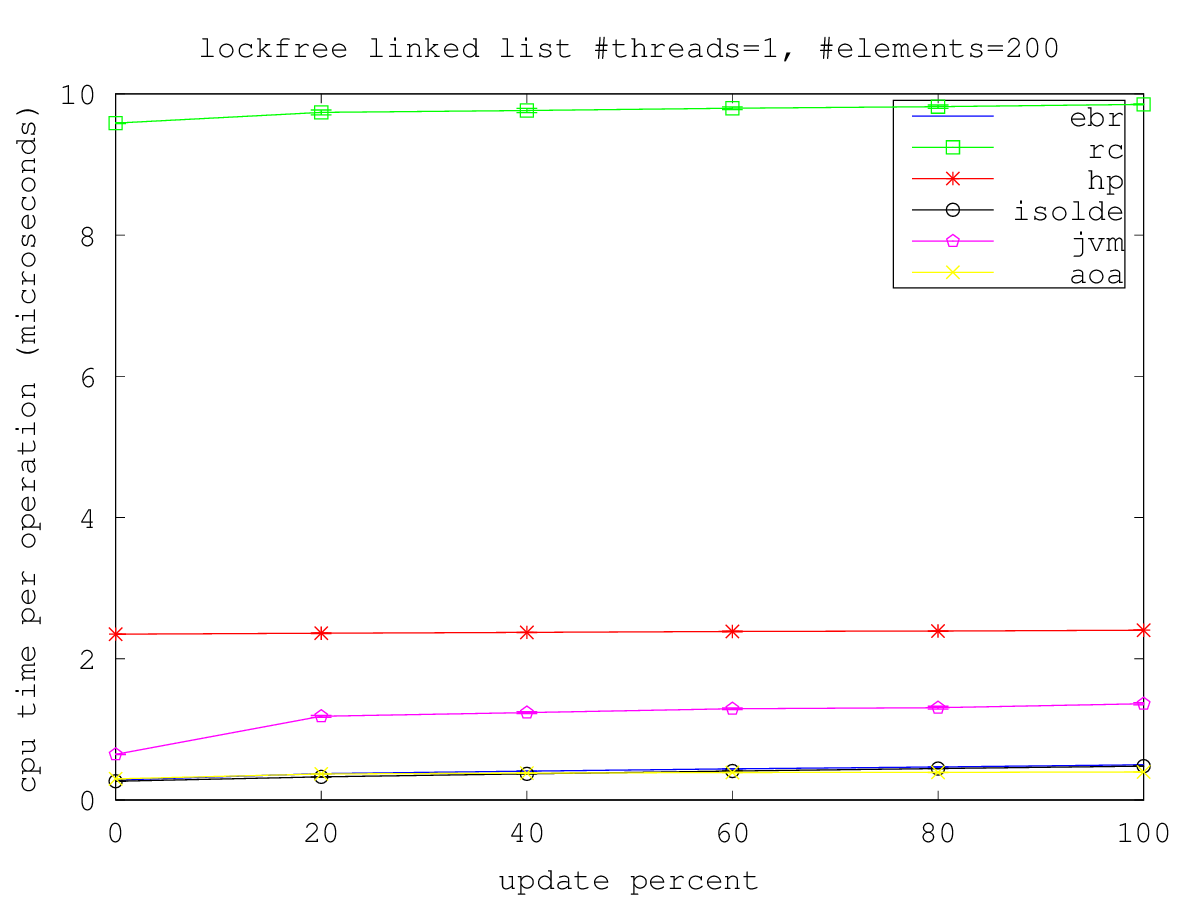 lockfree linked list #threads=1, #elements=200
cpu time per operation (microseconds)
10
8
6
4
2
0
ebr
rc
hp
isolde
jvm
aoa
0 20 40 60 80 100
update percent